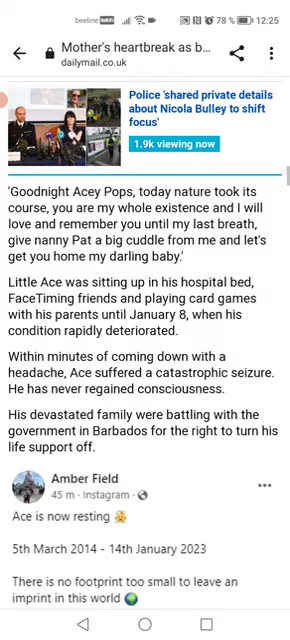 beeline WiFi 78 % 12:25
Mother's heartbreak as b...
dailymail.co.uk
Police 'shared private details
about Nicola Bulley to shift
focus'
1.9k viewing now
'Goodnight Acey Pops, today nature took its
course, you are my whole existence and I will
love and remember you until my last breath,
give nanny Pat a big cuddle from me and let's
get you home my darling baby.'
Little Ace was sitting up in his hospital bed,
FaceTiming friends and playing card games
with his parents until January 8, when his
condition rapidly deteriorated.
Within minutes of coming down with a
headache, Ace suffered a catastrophic seizure.
He has never regained consciousness.
His devastated family were battling with the
government in Barbados for the right to turn his
life support off.
Amber Field
45 m · Instagram ·
Ace is now resting
5th March 2014 - 14th January 2023
There is no footprint too small to leave an
imprint in this world